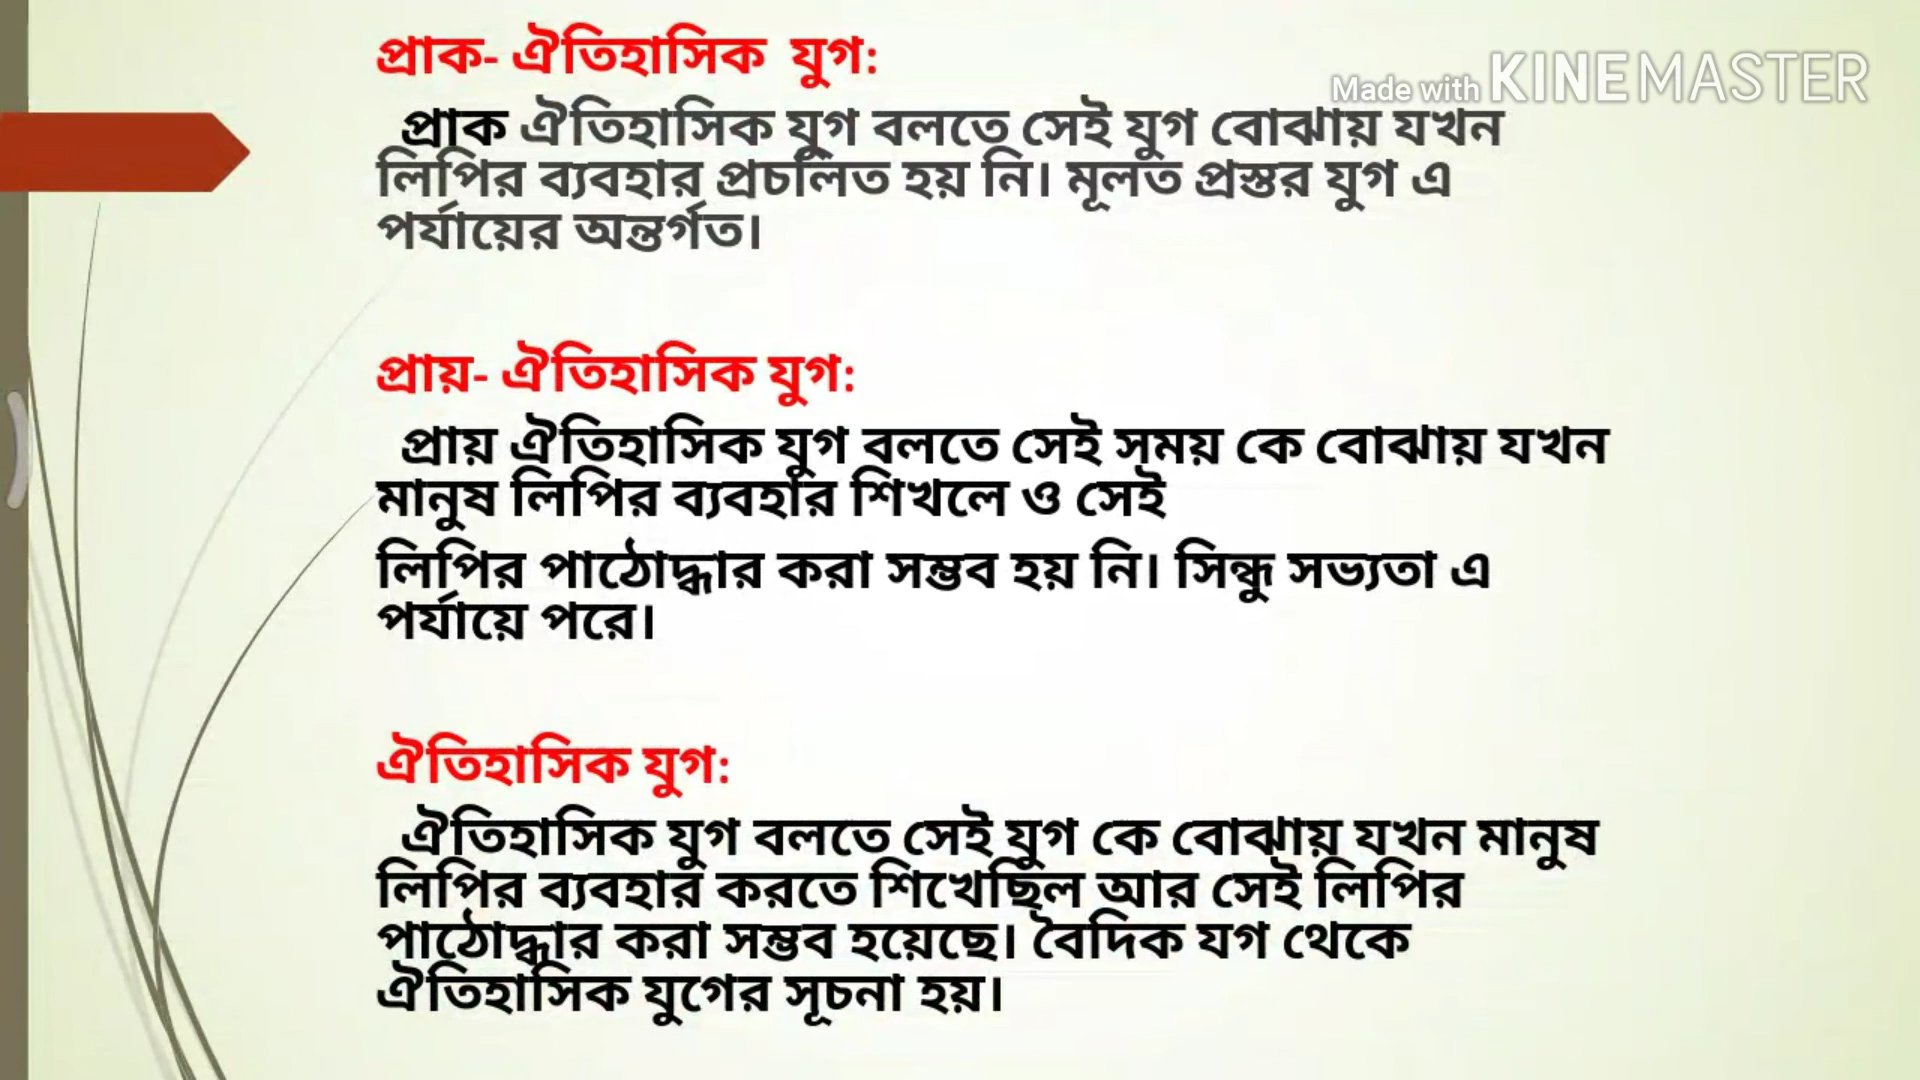 প্রাক- ঐতিহাসিক যুগ:
Made with KINEMASTER
প্রাক ঐতিহাসিক যুগ বলতে সেই যুগ বোঝায় যখন
লিপির ব্যবহার প্রচলিত হয় নি। মূলত প্রস্তর যুগ এ
পর্যায়ের অন্তর্গত।
প্রায়- ঐতিহাসিক যুগ:
প্রায় ঐতিহাসিক যুগ বলতে সেই সময় কে বোঝায় যখন
মানুষ লিপির ব্যবহার শিখলে ও সেই
লিপির পাঠোদ্ধার করা সম্ভব হয় নি। সিন্ধু সভ্যতা এ
পর্যায়ে পরে।
ঐতিহাসিক যুগ:
ঐতিহাসিক যুগ বলতে সেই যুগ কে বোঝায় যখন মানুষ
লিপির ব্যবহার করতে শিখেছিল আর সেই লিপির
পাঠোদ্ধার করা সম্ভব হয়েছে। বৈদিক যগ থেকে
ঐতিহাসিক যুগের সূচনা হয়।